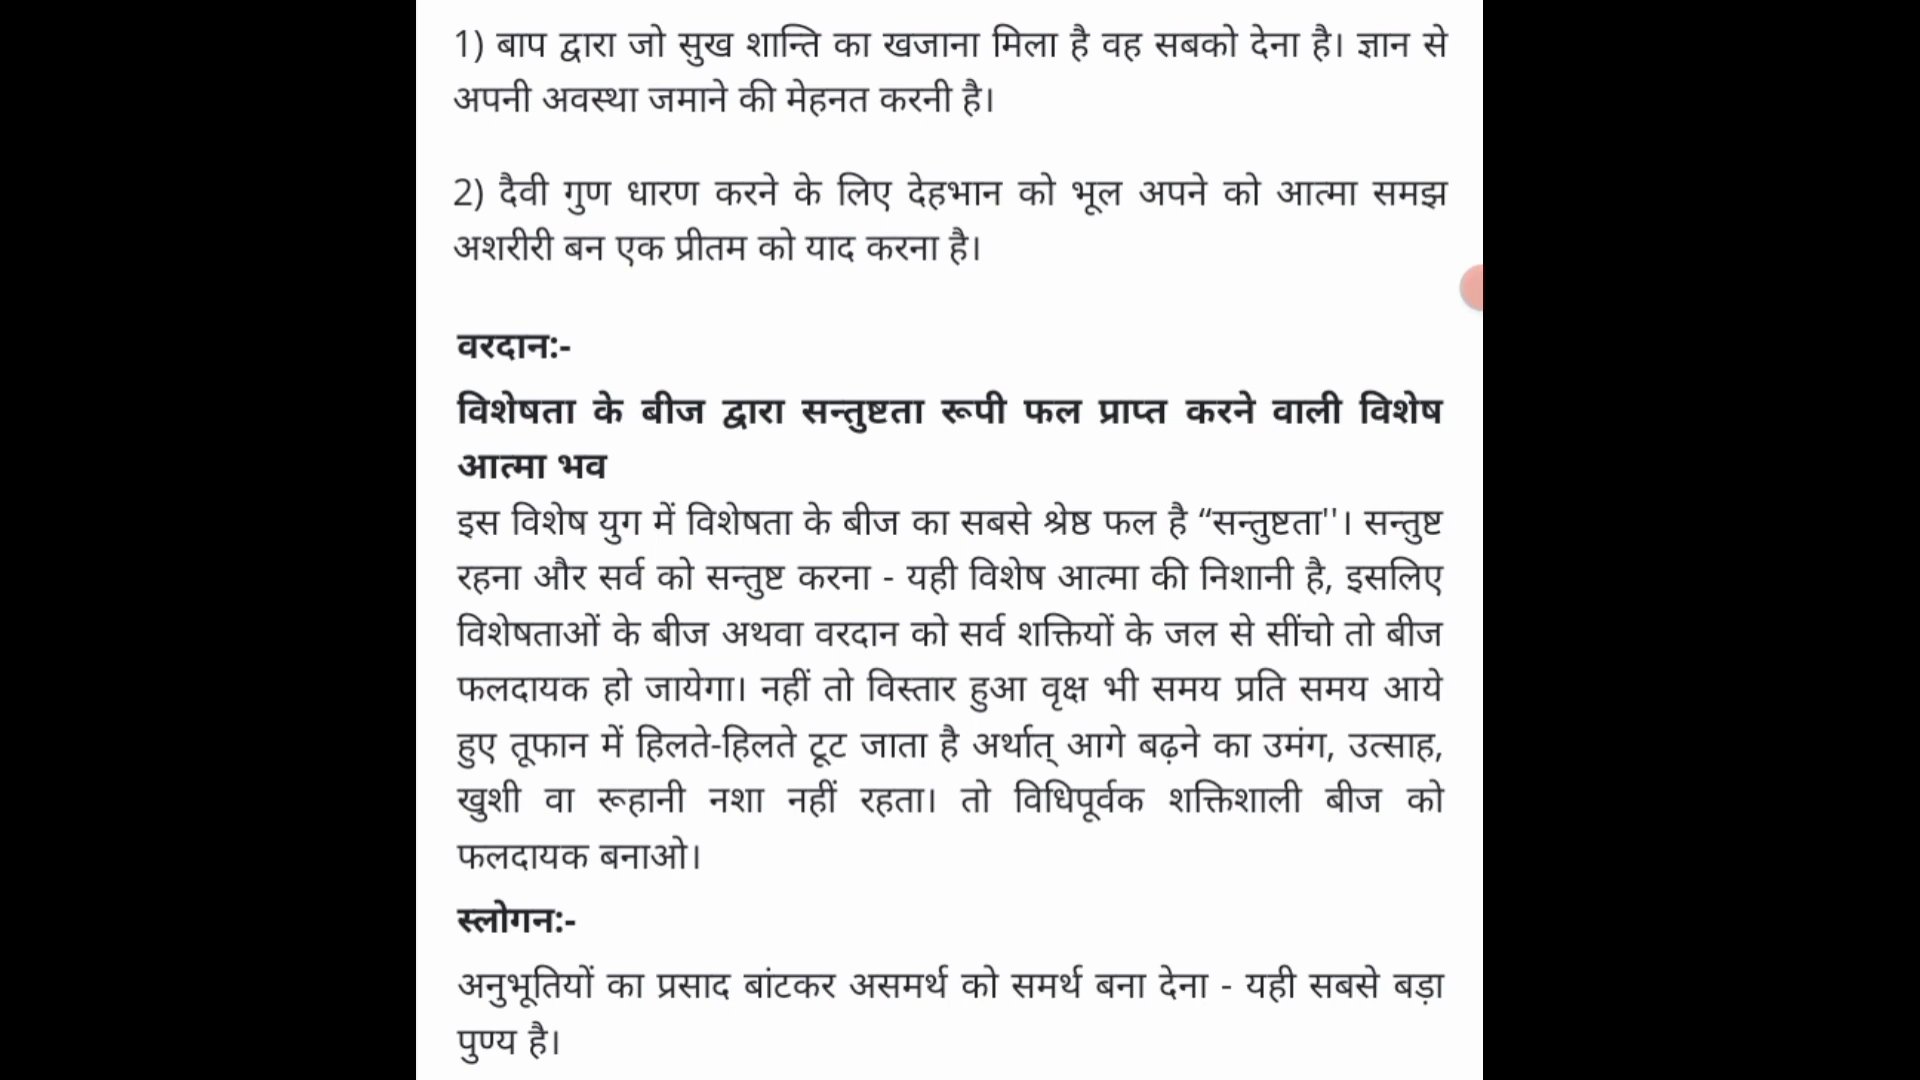 1) बाप द्वारा जो सुख शान्ति का खजाना मिला है वह सबको देना है। ज्ञान से
अपनी अवस्था जमाने की मेहनत करनी है।
2) दैवी गुण धारण करने के लिए देहभान को भूल अपने को आत्मा समझ
अशरीरी बन एक प्रीतम को याद करना है।
वरदान:-
विशेषता के बीज द्वारा सन्तुष्टता रूपी फल प्राप्त करने वाली विशेष
आत्मा भव
इस विशेष युग में विशेषता के बीज का सबसे श्रेष्ठ फल है “सन्तुष्टता''। सन्तुष्ट
रहना और सर्व को सन्तुष्ट करना - यही विशेष आत्मा की निशानी है, इसलिए
विशेषताओं के बीज अथवा वरदान को सर्व शक्तियों के जल से सींचो तो बीज
फलदायक हो जायेगा। नहीं तो विस्तार हुआ वृक्ष भी समय प्रति समय आये
हुए तूफान में हिलते-हिलते टूट जाता है अर्थात् आगे बढ़ने का उमंग, उत्साह,
खुशी वा रूहानी नशा नहीं रहता। तो विधिपूर्वक शक्तिशाली बीज को
फलदायक बनाओ।
स्लोगन:-
अनुभूतियों का प्रसाद बांटकर असमर्थ को समर्थ बना देना - यही सबसे बड़ा
पुण्य है।